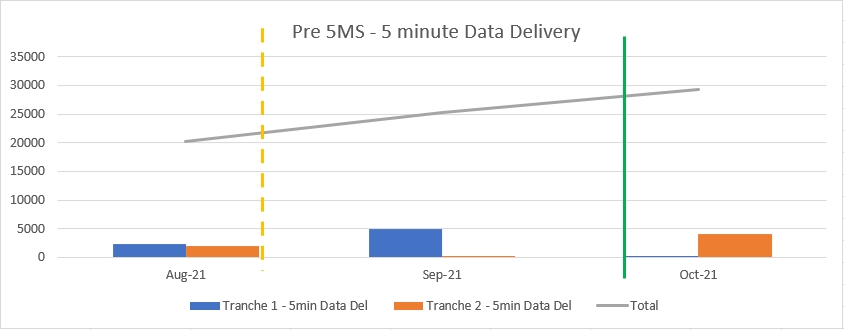 Pre 5MS - 5 minute Data Delivery
35000
30000
25000
20000
15000
10000
5000
0
Aug-21 Sep-21 Oct-21
Tranche 1 - 5min Data Del Tranche 2 - 5min Data Del Total